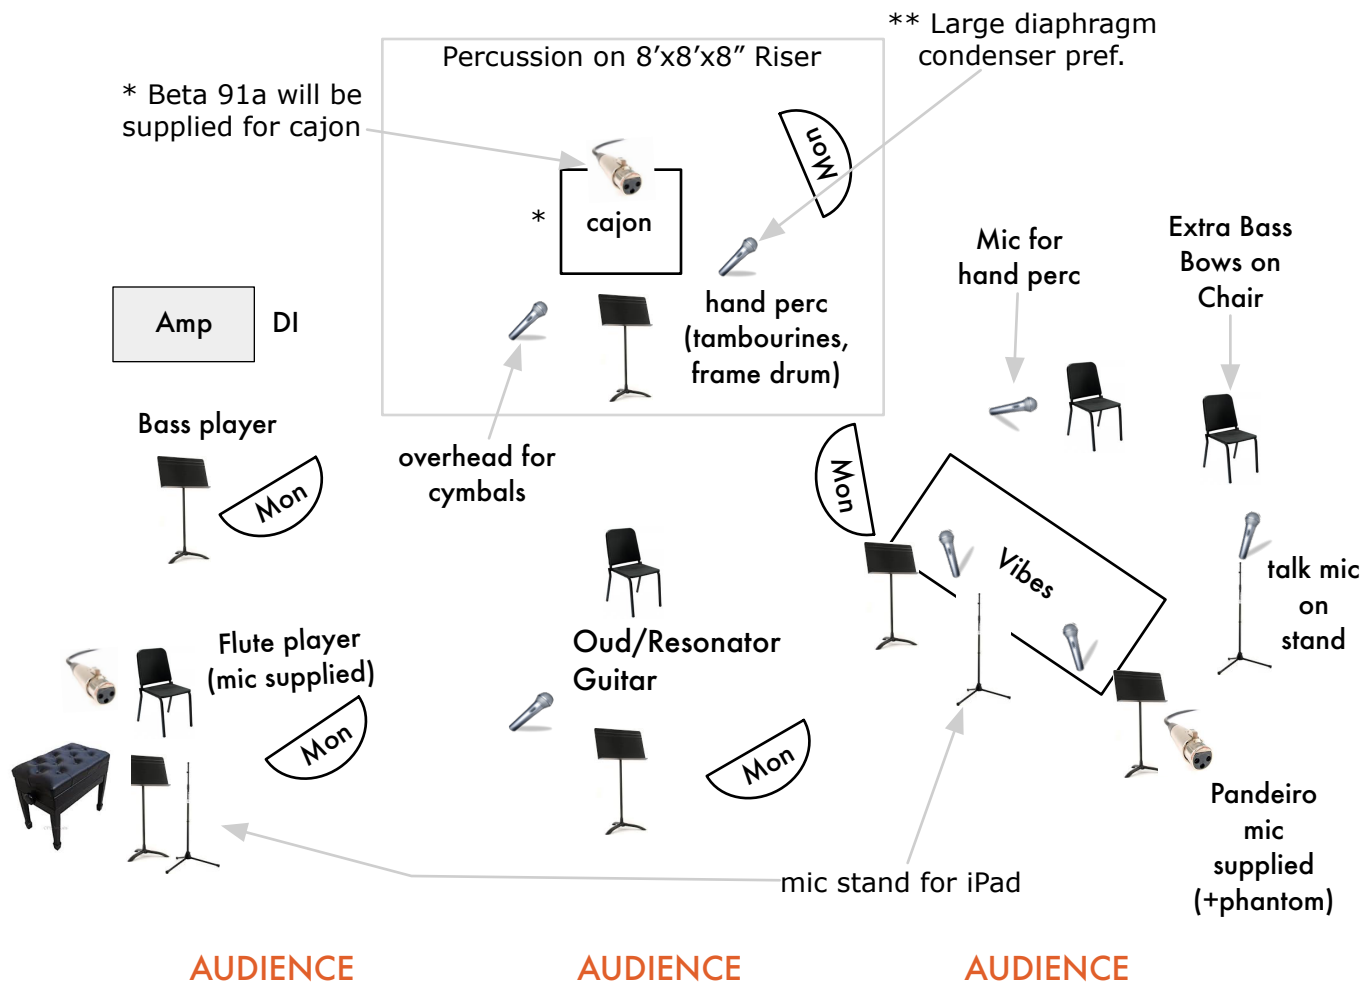 ** Large diaphragm
condenser pref.
Percussion on 8’x8’x8” Riser
* Beta 91a will be
supplied for cajon
Mon
*
cajon
Mic for
hand perc
Extra Bass
Bows on
Chair
hand perc
(tambourines,
frame drum)
Amp
DI
Bass player
Mon
overhead for
cymbals
Mon
Vibes
talk mic
on
stand
Flute player
(mic supplied)
Mon
Oud/Resonator
Guitar
Mon
Pandeiro
mic
supplied
(+phantom)
mic stand for iPad
AUDIENCE
AUDIENCE
AUDIENCE